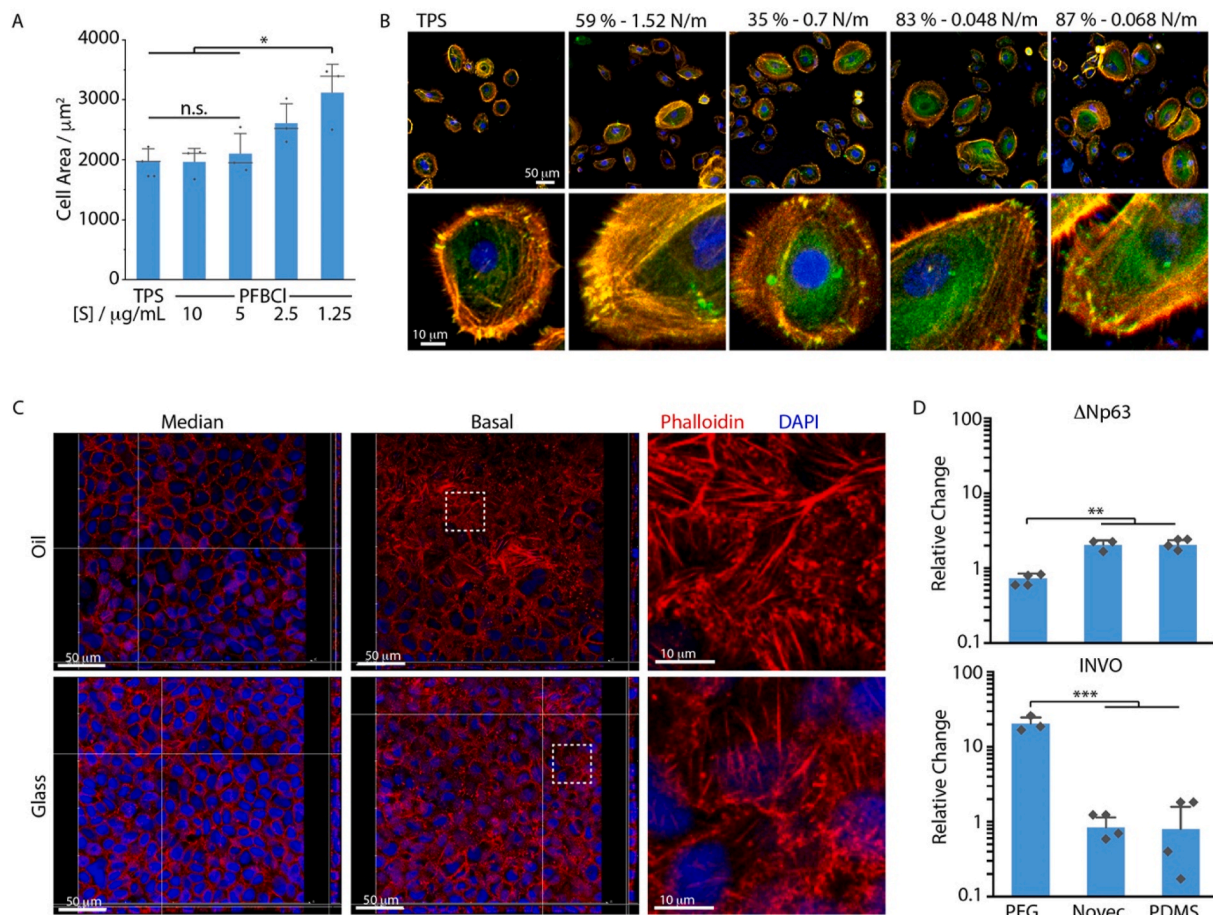 A
4000
3000
2000
1000
0
Cell Area / μm²
*
n.s.
TPS
PFBCl
[S] / μg/mL
10
5
2.5
1.25
B
TPS
59 % - 1.52 N/m
35 % - 0.7 N/m
83 % - 0.048 N/m
87 % - 0.068 N/m
50 μm
10 μm
C
Median
Basal
Phalloidin
DAPI
Oil
50 μm
50 μm
10 μm
Glass
50 μm
50 μm
10 μm
D
ΔNp63
100
10
1
0.1
Relative Change
**
INVO
100
10
1
0.1
Relative Change
***
PEG
Novec
PDMS